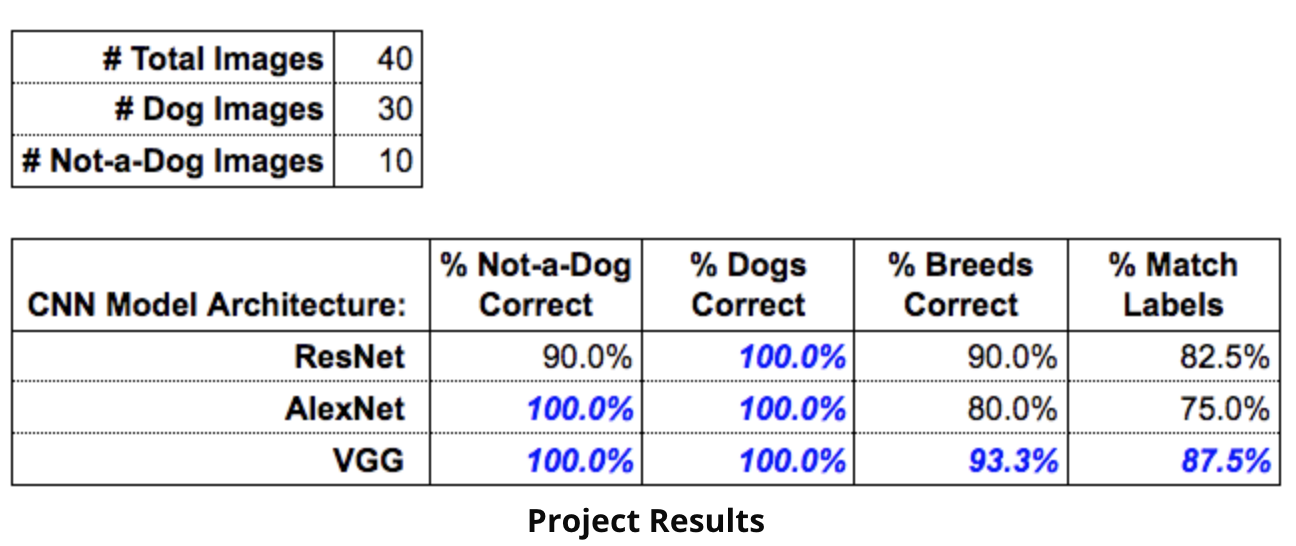 # Total Images 40
# Dog Images 30
# Not-a-Dog Images 10
CNN Model Architecture: % Not-a-Dog Correct % Dogs Correct % Breeds Correct % Match Labels
ResNet 90.0% 100.0% 90.0% 82.5%
AlexNet 100.0% 100.0% 80.0% 75.0%
VGG 100.0% 100.0% 93.3% 87.5%
Project Results